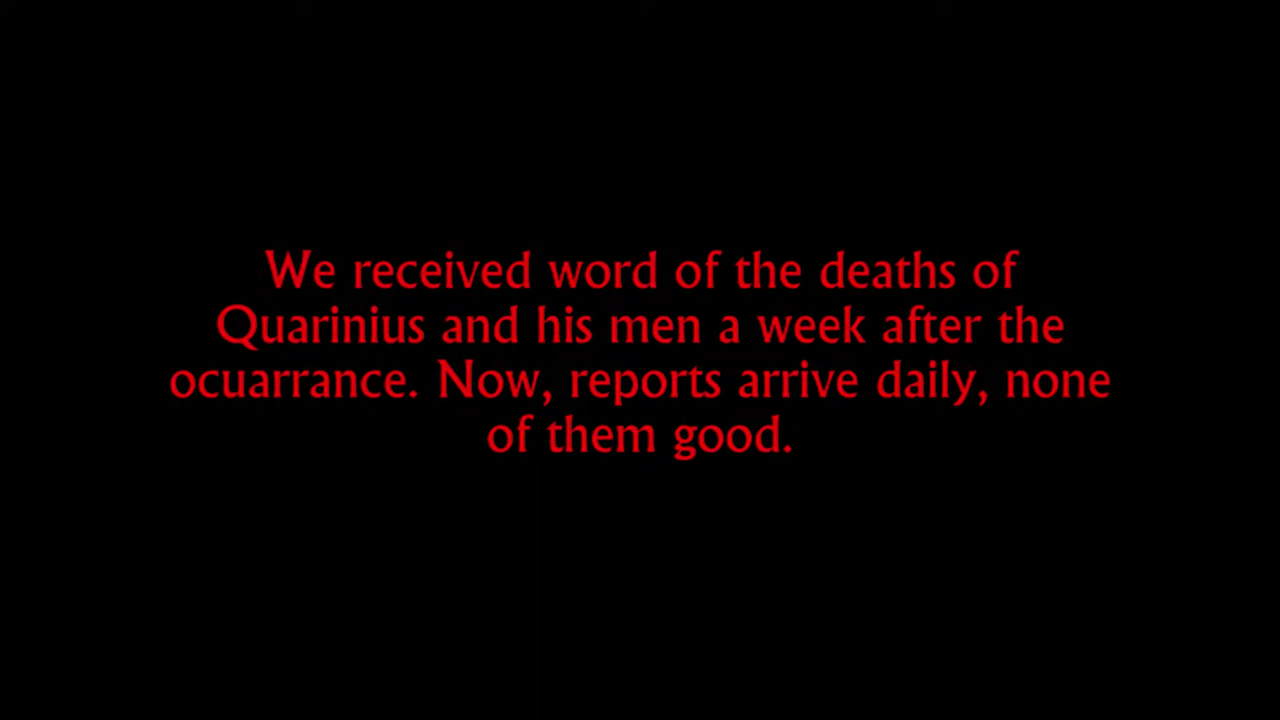 We received word of the deaths of
Quarinius and his men a week after the
ocuarrance. Now, reports arrive daily, none
of them good.